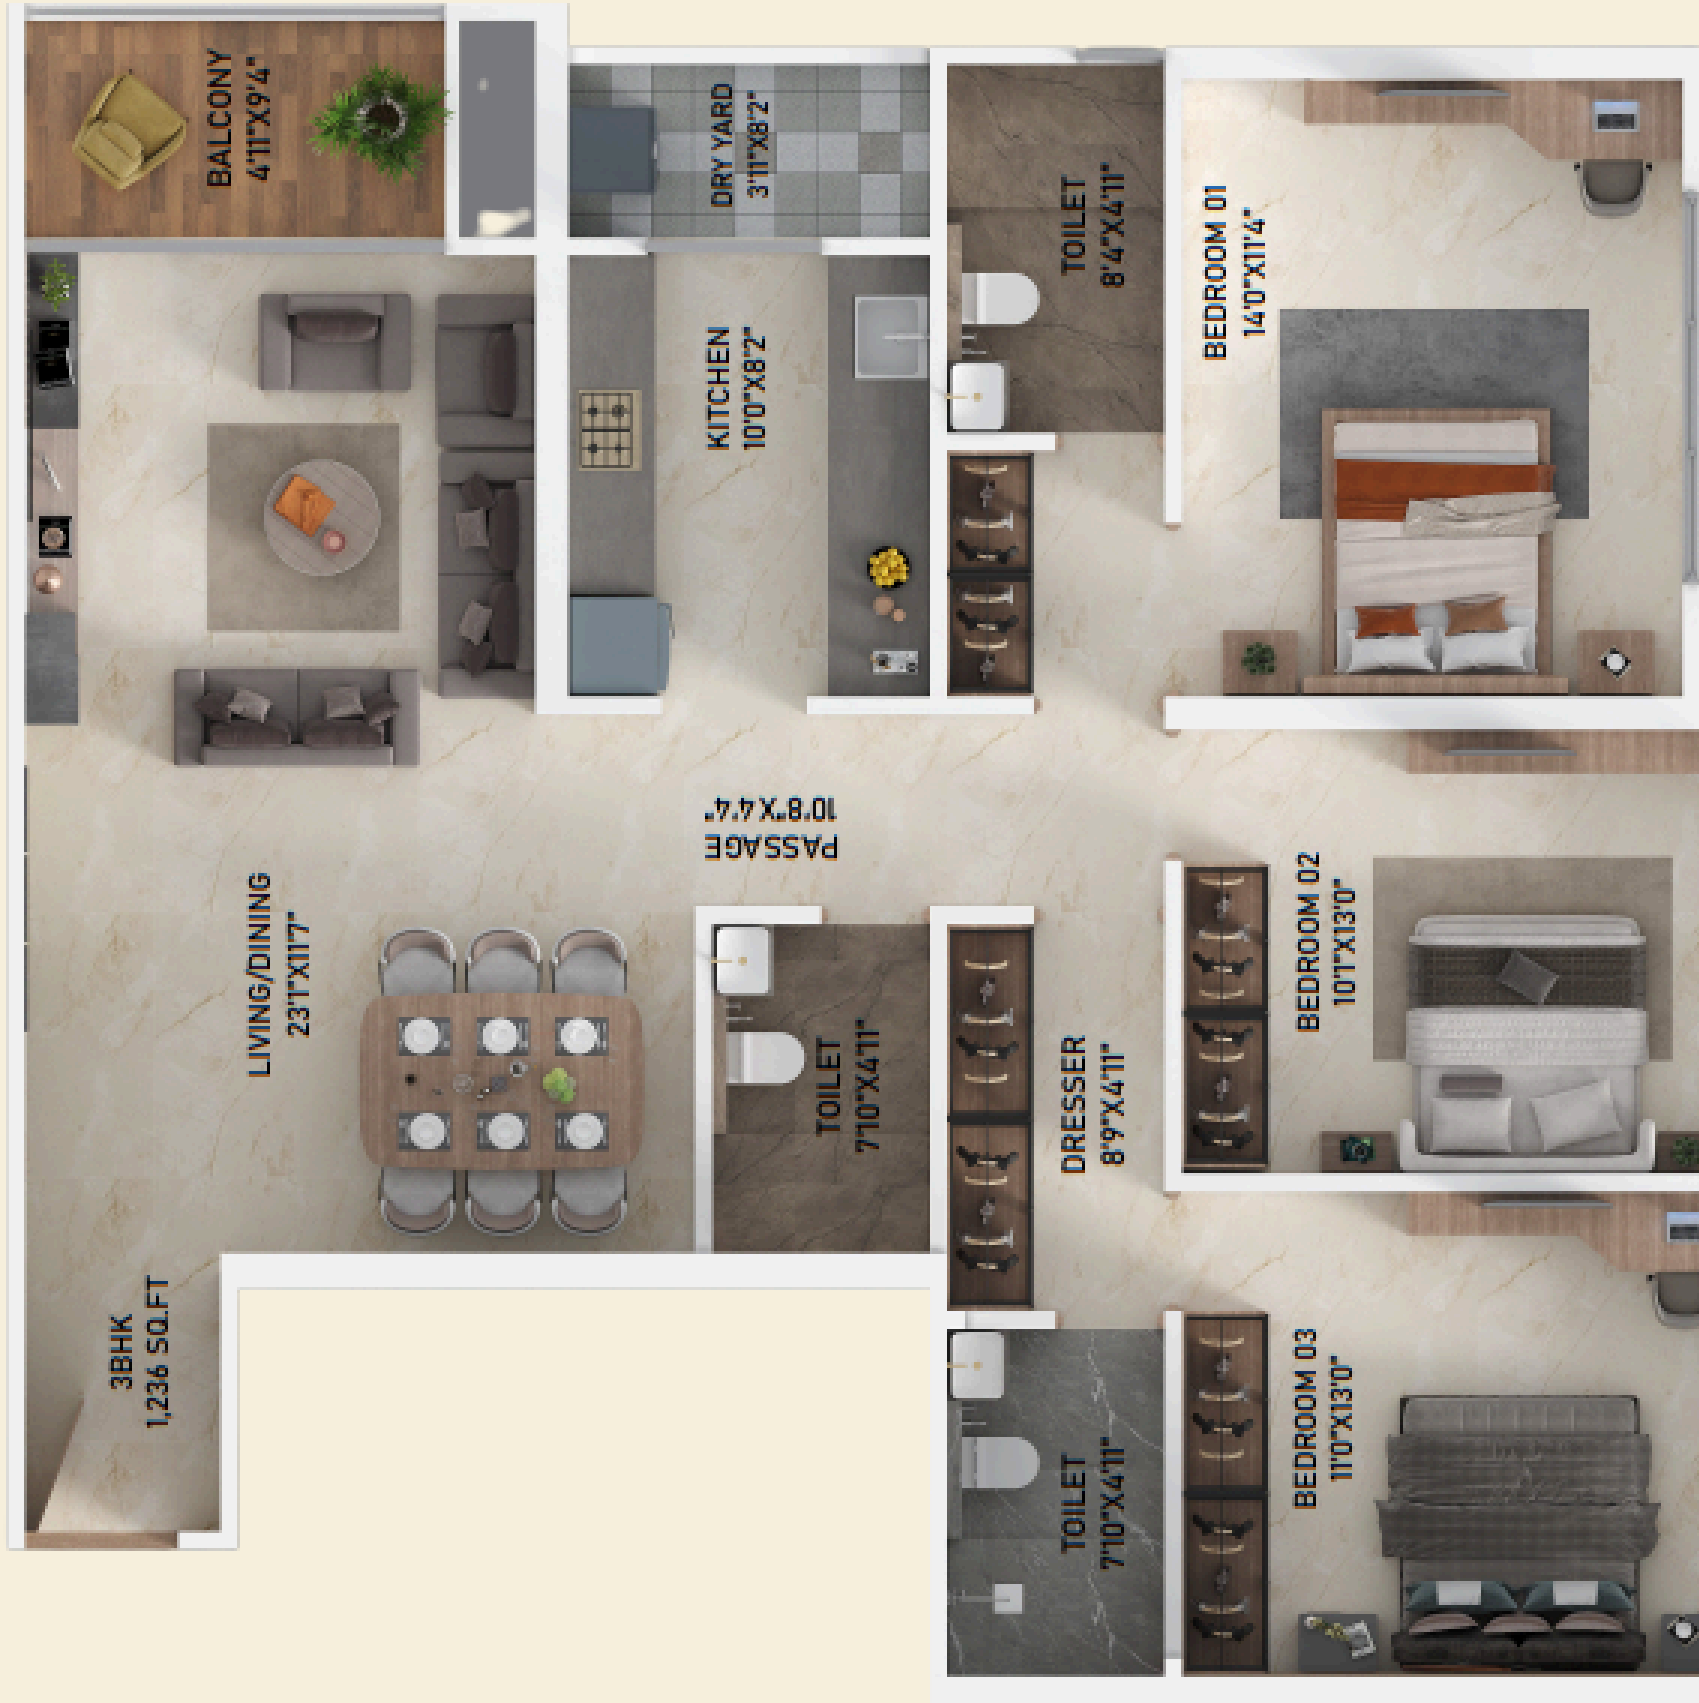 BALCONY
4'11"X9'4"
DRY YARD
3'11"X8'2"
TOILET
8'4"X4'11"
BEDROOM 01
14'0"X11'4"
KITCHEN
10'0"X8'2"
PASSAGE
10'8"X4'4"
LIVING/DINING
23'1"X11'7"
TOILET
7'10"X4'11"
DRESSER
8'9"X4'11"
BEDROOM 02
10'1"X13'0"
3BHK
1,236 SQ.FT
TOILET
7'10"X4'11"
BEDROOM 03
11'0"X13'0"